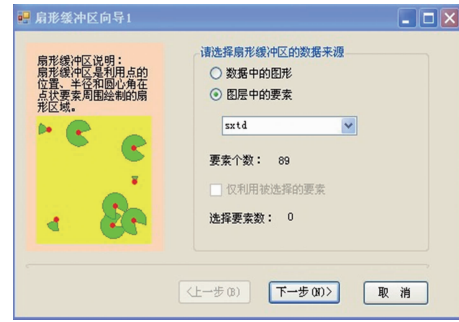 扇形缓冲区向导1
扇形缓冲区说明：
扇形缓冲区是利用点的
位置、半径和圆心角在
点状要素周围绘制的扇
形区域。
请选择扇形缓冲区的数据来源
数据中的图形
图层中的要素
sxtd
要素个数： 89
仅利用被选择的要素
选择要素数： 0
<上一步(B)
下一步(N)>
取 消